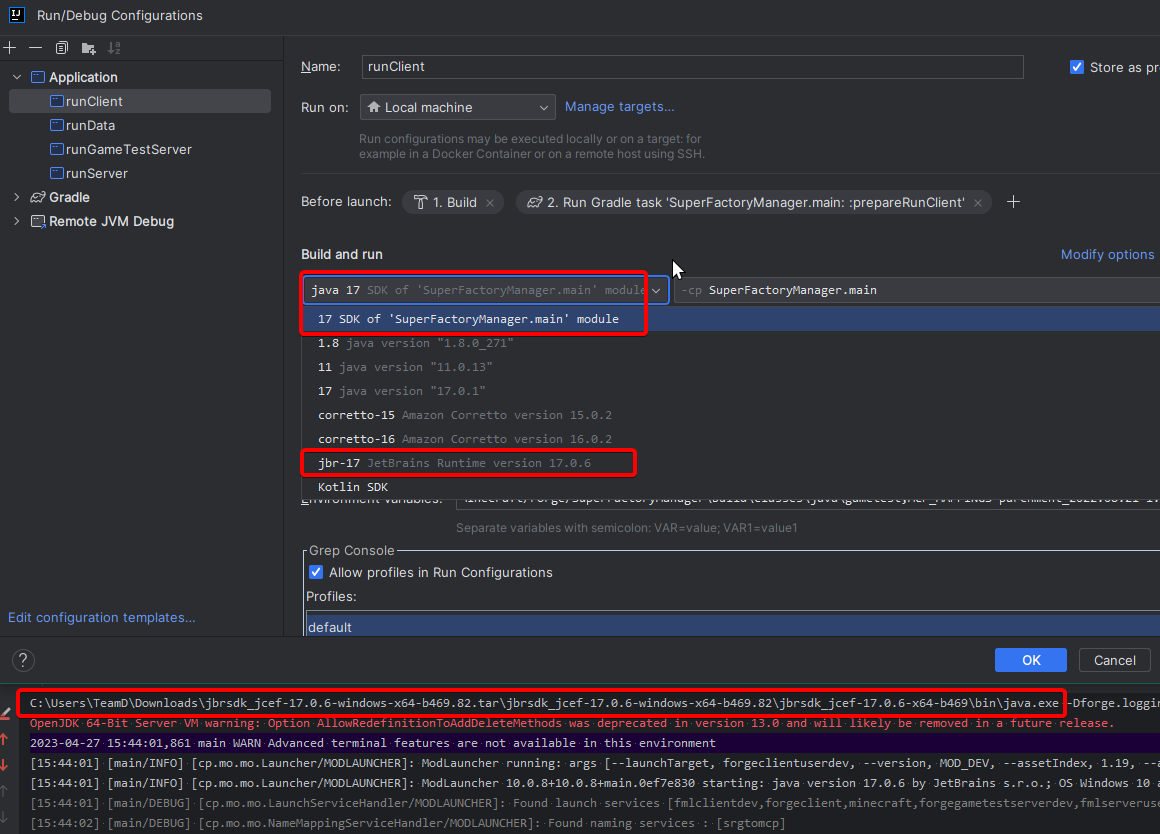 Run/Debug Configurations
Application
runClient
runData
runGameTestServer
runServer
Gradle
Remote JVM Debug
Edit configuration templates...
?
Name: runClient
Store as
Run on: Local machine Manage targets...
Run configurations may be executed locally or on a target: for
example in a Docker Container or on a remote host using SSH.
Before launch: 1. Build × 2. Run Gradle task 'SuperFactoryManager.main: :prepareRunClient' × +
Build and run
Modify options
java 17 SDK of 'SuperFactoryManager.main' module
-cp SuperFactoryManager.main
17 SDK of 'SuperFactoryManager.main' module
1.8 java version "1.8.0_271"
11 java version "11.0.13"
17 java version "17.0.1"
corretto-15 Amazon Corretto version 15.0.2
corretto-16 Amazon Corretto version 16.0.2
jbr-17 JetBrains Runtime version 17.0.6
Kotlin SDK
Environment variables:
Separate variables with semicolon: VAR=value; VAR1=value1
Grep Console
Allow profiles in Run Configurations
Profiles:
default
OK
Cancel
C:\Users\TeamD\Downloads\jbrsdk_jcef-17.0.6-windows-x64-b469.82.tar\jbrsdk_jcef-17.0.6-windows-x64-b469.82\jbrsdk_jcef-17.0.6-x64-b469\bin\java.exe -Dforge.loggin
OpenJDK 64-Bit Server VM warning: Option AllowRedefinitionToAddDeleteMethods was deprecated in version 13.0 and will likely be removed in a future release.
2023-04-27 15:44:01,861 main WARN Advanced terminal features are not available in this environment
[15:44:01] [main/INFO] [cp.mo.mo.Launcher/MODLAUNCHER]: ModLauncher running: args [--launchTarget, forgeclientuserdev, --version, MOD_DEV, --assetIndex, 1.19, --a
[15:44:01] [main/INFO] [cp.mo.mo.Launcher/MODLAUNCHER]: ModLauncher 10.0.8+10.0.8+main.0ef7e830 starting: java version 17.0.6 by JetBrains s.r.o.; OS Windows 10 a
[15:44:01] [main/DEBUG] [cp.mo.mo.LaunchServiceHandler/MODLAUNCHER]: Found launch services [fmlclientdev,forgeclient,minecraft,forgegametestserverdev,fmlserveruse
[15:44:02] [main/DEBUG] [cp.mo.mo.NameMappingServiceHandler/MODLAUNCHER]: Found naming services : [srgtomcp]